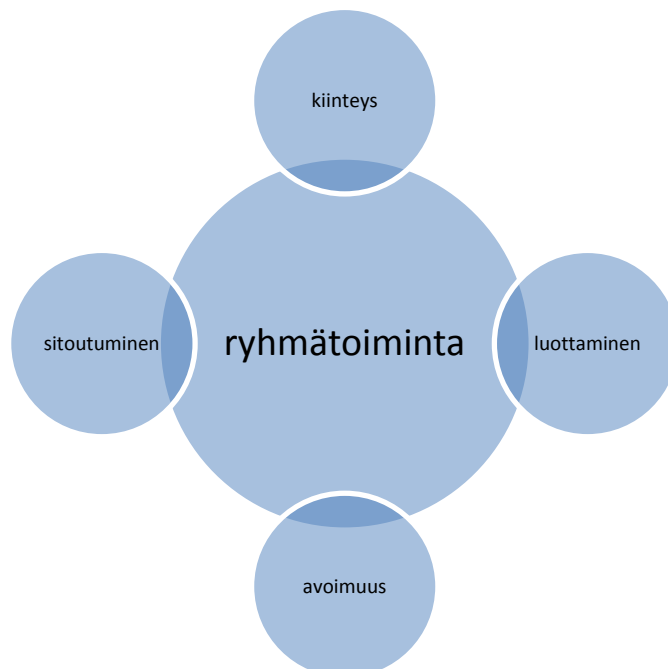 kiinteys
sitoutuminen
ryhmätoiminta
luottaminen
avoimuus